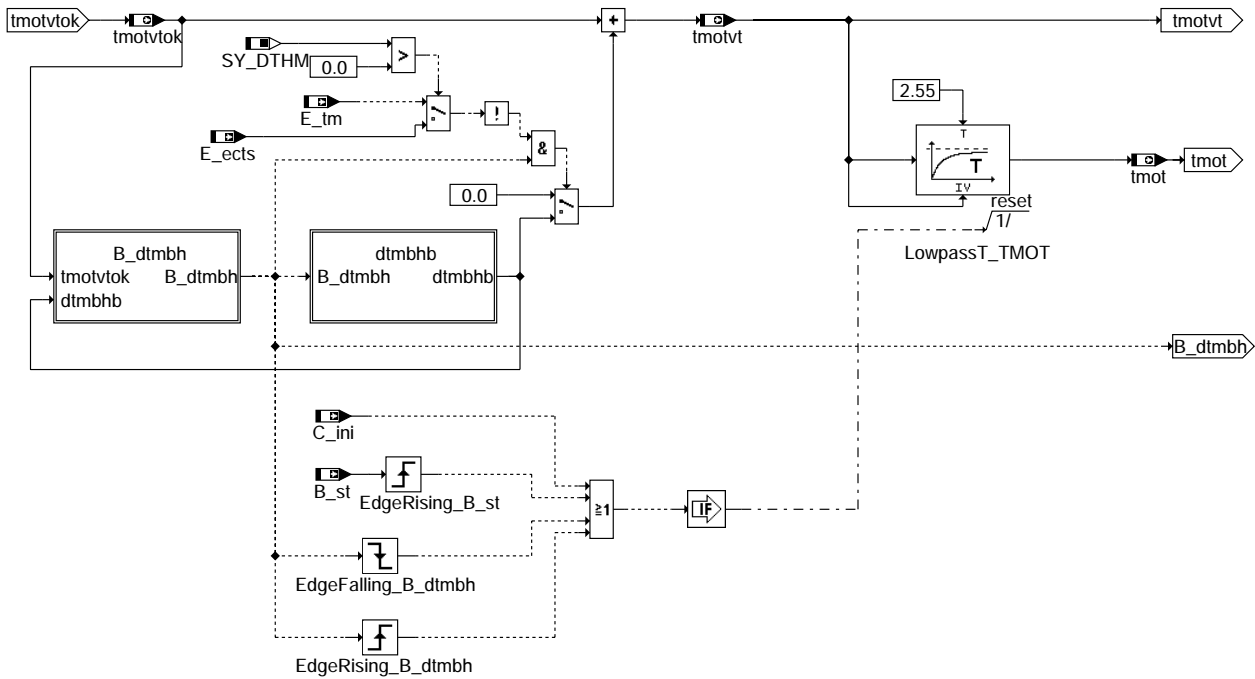 tmotvtok
tmotvtok
+
tmotvt
tmotvt
SY_DTHM
0.0
>
E_tm
!
E_ects
&
0.0
2.55
T
T
IV
tmot
tmot
reset
1/
LowpassT_TMOT
B_dtmbh
tmotvtok
B_dtmbh
dtmbhb
dtmbhb
B_dtmbh
dtmbhb
B_dtmbh
C_ini
B_st
EdgeRising_B_st
≥1
IF
EdgeFalling_B_dtmbh
EdgeRising_B_dtmbh